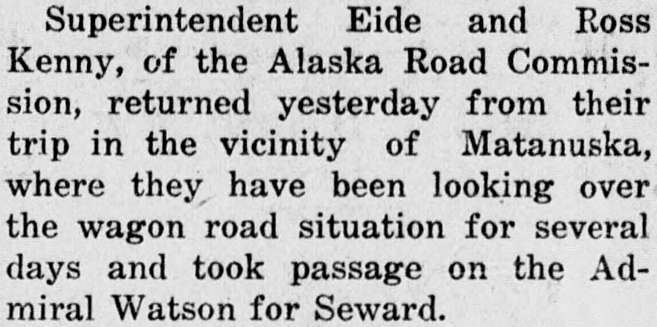 Superintendent Eide and Ross
Kenny, of the Alaska Road Commis-
sion, returned yesterday from their
trip in the vicinity of Matanuska,
where they have been looking over
the wagon road situation for several
days and took passage on the Ad-
miral Watson for Seward.